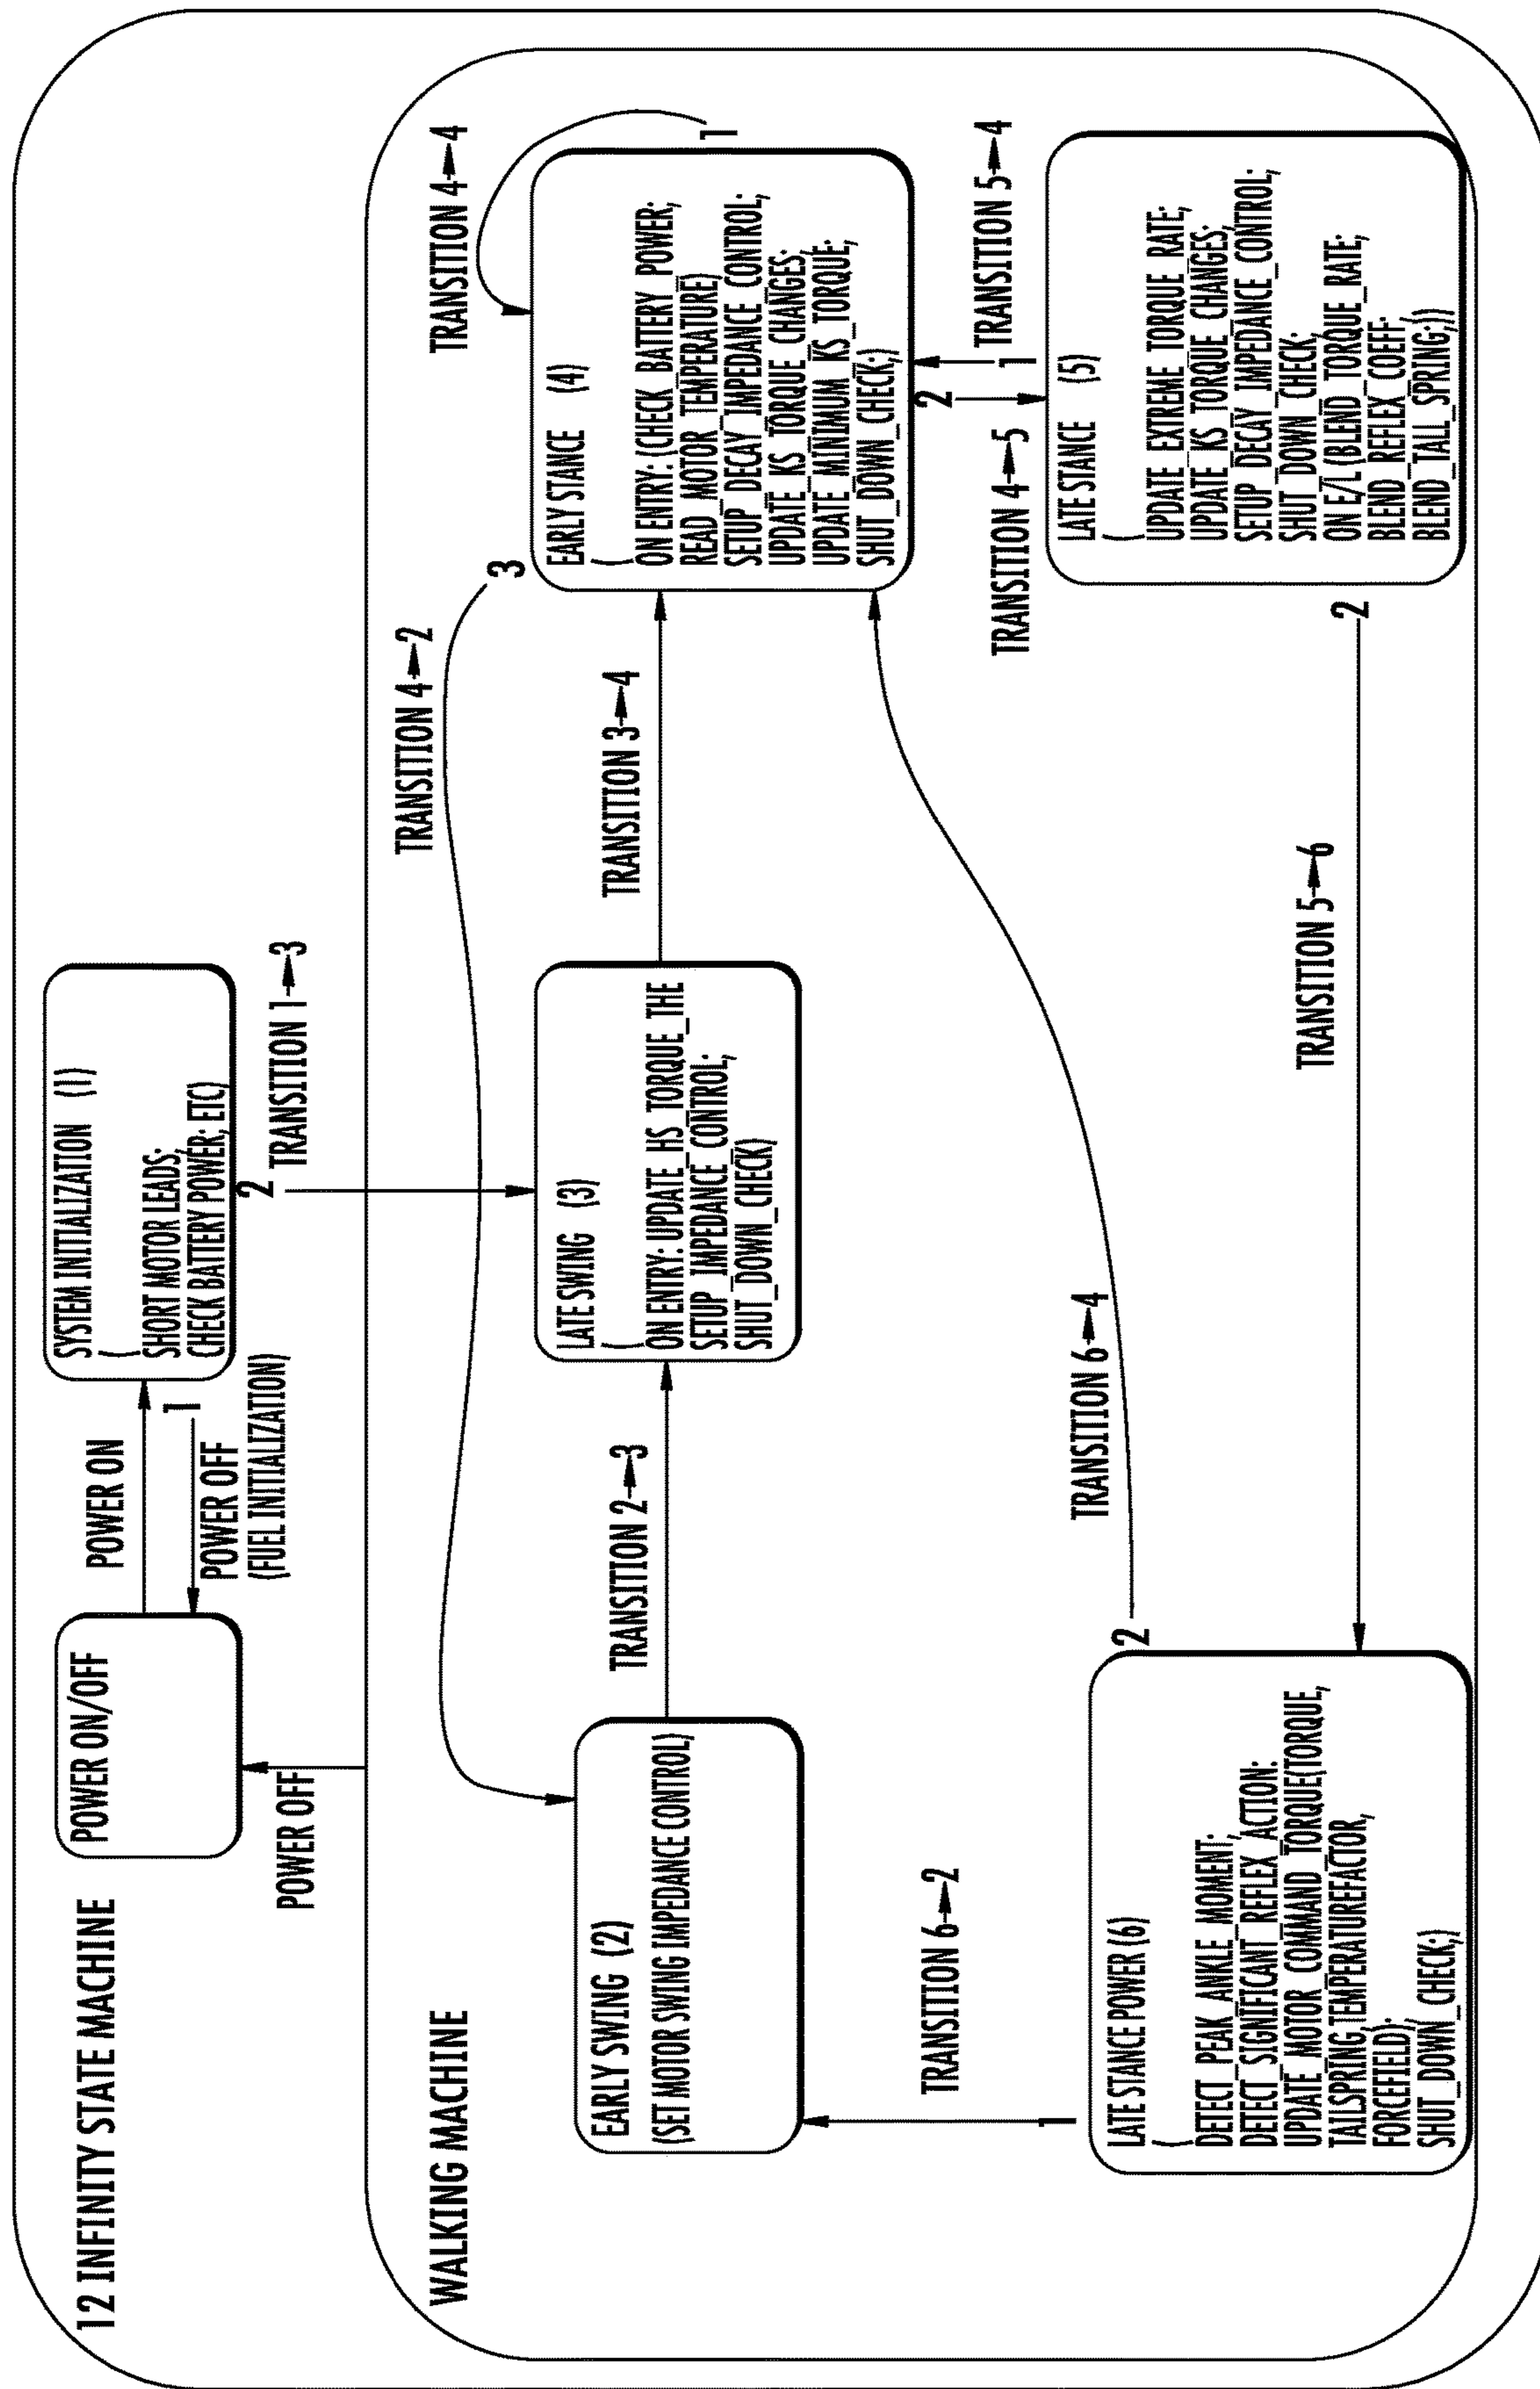 12 INFINITY STATE MACHINE
POWER ON/OFF
POWER ON
1
POWER OFF
(FUEL INITIALIZATION)
SYSTEM INITIALIZATION (1)
(
SHORT MOTOR LEADS;
CHECK BATTERY POWER; ETC)
2
TRANSITION 1→3
POWER OFF
WALKING MACHINE
TRANSITION 4→2
3
TRANSITION 4→4
1
EARLY SWING (2)
(SET MOTOR SWING IMPEDANCE CONTROL)
TRANSITION 2→3
LATE SWING (3)
(
ON ENTRY: UPDATE_HS_TORQUE_THE
SETUP_IMPEDANCE_CONTROL;
SHUT_DOWN_CHECK)
TRANSITION 3→4
EARLY STANCE (4)
(
ON ENTRY: (CHECK_BATTERY_POWER;
READ_MOTOR_TEMPERATURE)
SETUP_DECAY_IMPEDANCE_CONTROL;
UPDATE_KS_TORQUE_CHANGES;
UPDATE_MINIMUM_KS_TORQUE;
SHUT_DOWN_CHECK;)
TRANSITION 6→2
1
TRANSITION 6→4
2
TRANSITION 4→5
2
1
TRANSITION 5→4
LATE STANCE POWER (6)
(
DETECT_PEAK_ANKLE_MOMENT;
DETECT_SIGNIFICANT_REFLEX_ACTION:
UPDATE_MOTOR_COMMAND_TORQUE(TORQUE,
TAILSPRING,TEMPERATUREFACTOR,
FORCEFIELD);
SHUT_DOWN_CHECK;)
TRANSITION 5→6
2
LATE STANCE (5)
(
UPDATE_EXTREME_TORQUE_RATE;
UPDATE_KS_TORQUE_CHANGES;
SETUP_DECAY_IMPEDANCE_CONTROL;
SHUT_DOWN_CHECK;
ON E/L (BLEND_TORQUE_RATE;
BLEND_REFLEX_COEFF;
BLEND_TALL_SPRING;))